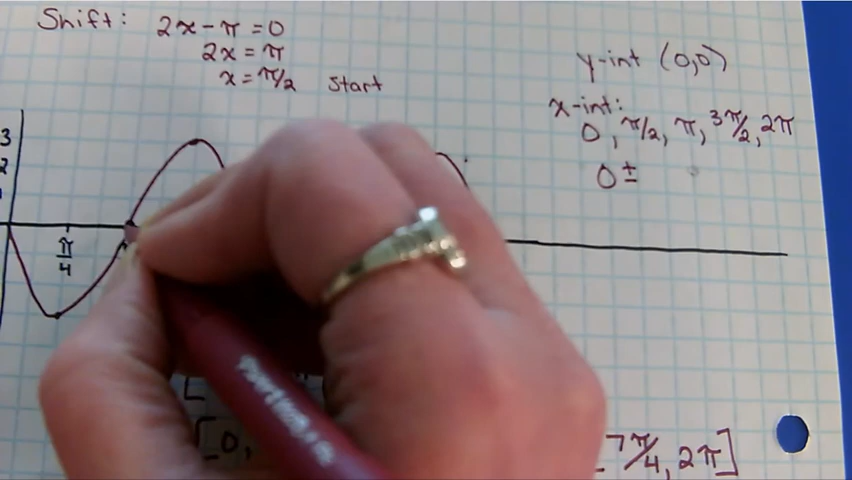 Shift: 2x - π = 0
2x = π
x = π/2 start
y-int (0,0)
x-int:
0, π/2, π, 3π/2, 2π
0 ±
3
2
π/4
[
[0,
7π/4, 2π]